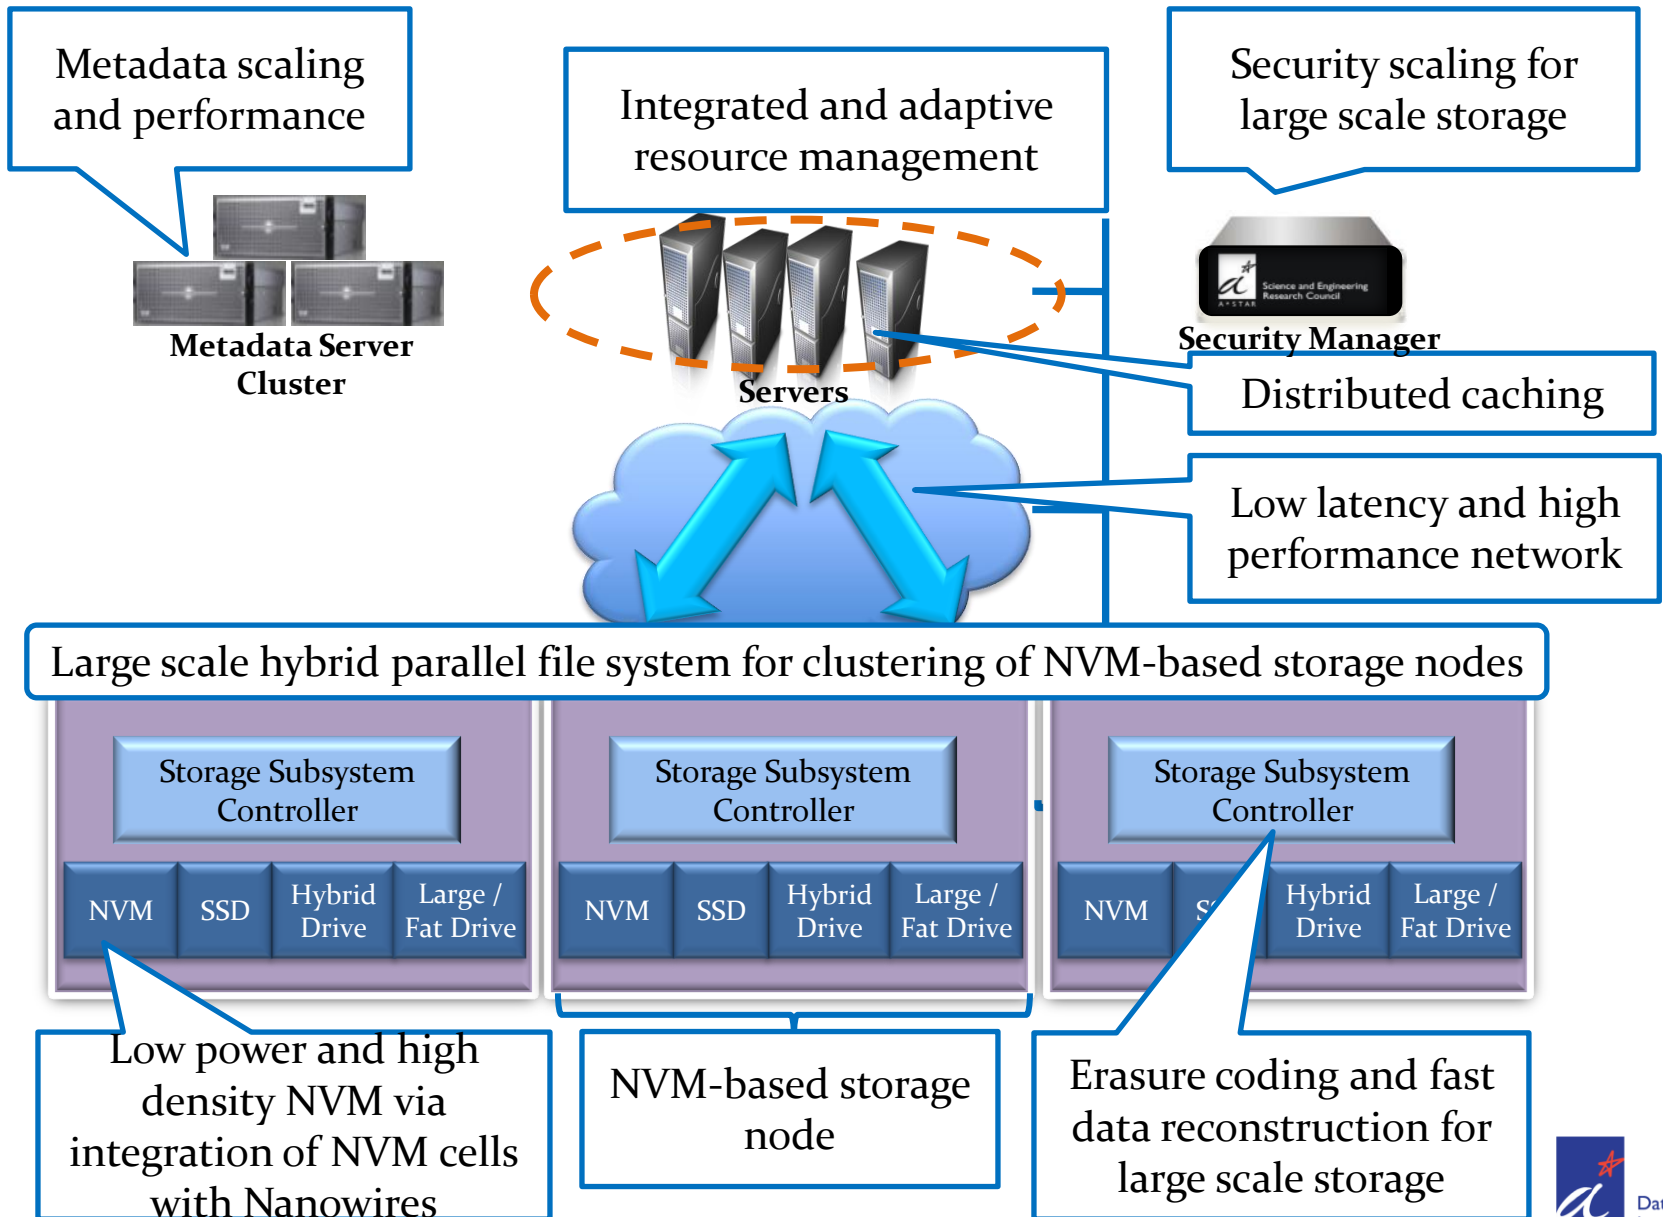 Metadata scaling
and performance
Integrated and adaptive
resource management
Security scaling for
large scale storage
Science and Engineering
Research Council
A*STAR
Metadata Server
Cluster
Servers
Security Manager
Distributed caching
Low latency and high
performance network
Large scale hybrid parallel file system for clustering of NVM-based storage nodes
Storage Subsystem
Controller
Storage Subsystem
Controller
Storage Subsystem
Controller
NVM
SSD
Hybrid
Drive
Large /
Fat Drive
NVM
SSD
Hybrid
Drive
Large /
Fat Drive
NVM
Hybrid
Drive
Large /
Fat Drive
Low power and high
density NVM via
integration of NVM cells
with Nanowires
NVM-based storage
node
Erasure coding and fast
data reconstruction for
large scale storage